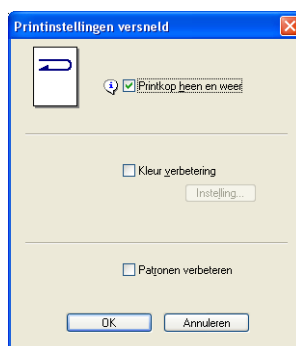 Printinstellingen versneld
Printkop heen en weer
Kleur verbetering
Instelling...
Patronen verbeteren
OK
Annuleren